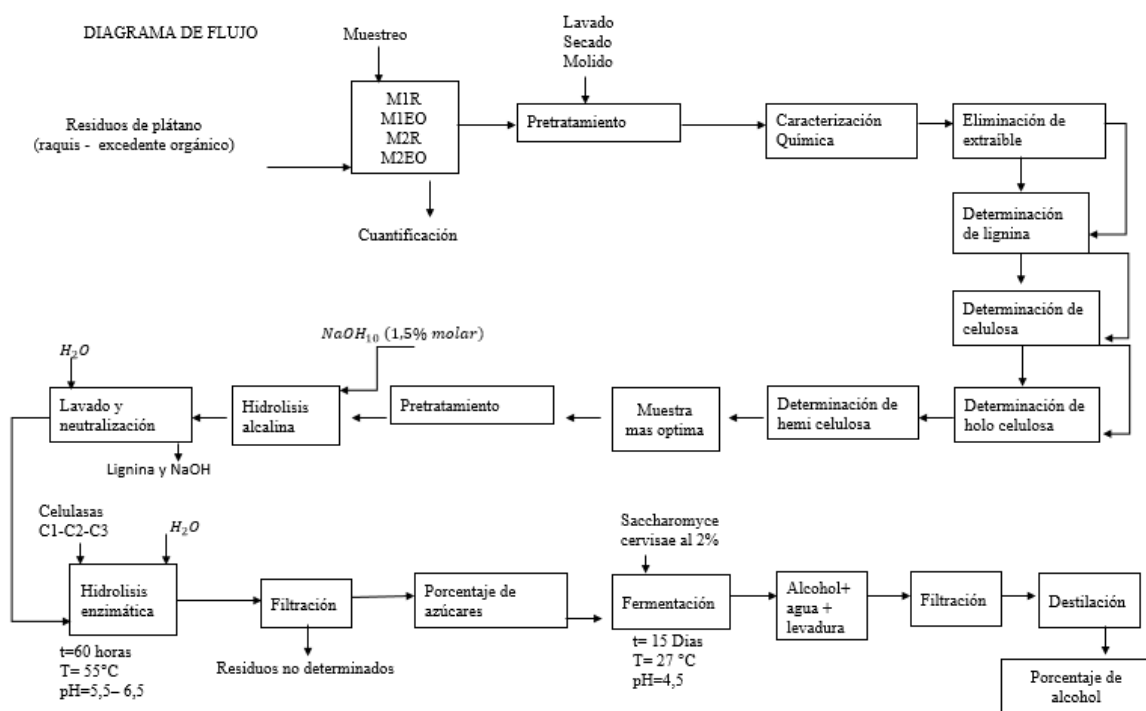 DIAGRAMA DE FLUJO
Muestreo
Lavado
Secado
Molido
Residuos de plátano
(raquis - excedente orgánico)
M1R
M1EO
M2R
M2EO
Pretratamiento
Caracterización
Química
Eliminación de
extraíble
Cuantificación
Determinación
de lignina
Determinación de
celulosa
Determinación de
holo celulosa
Determinación de
hemi celulosa
Muestra
mas optima
Pretratamiento
NaOH₁₀ (1,5% molar)
Hidrolisis
alcalina
H₂O
Lavado y
neutralización
Lignina y NaOH
Celulasas
C1-C2-C3
H₂O
Hidrolisis
enzimática
t=60 horas
T= 55°C
pH=5,5– 6,5
Filtración
Residuos no determinados
Porcentaje de
azúcares
Saccharomyce
cervisae al 2%
Fermentación
t= 15 Dias
T= 27 °C
pH=4,5
Alcohol+
agua +
levadura
Filtración
Destilación
Porcentaje de
alcohol